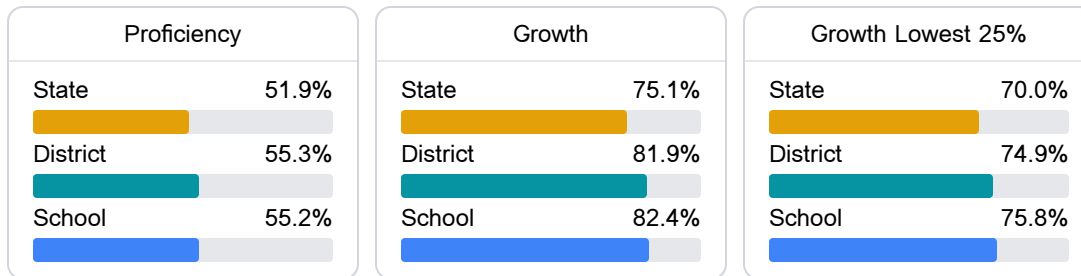 Proficiency
State 51.9%
District 55.3%
School 55.2%
Growth
State 75.1%
District 81.9%
School 82.4%
Growth Lowest 25%
State 70.0%
District 74.9%
School 75.8%